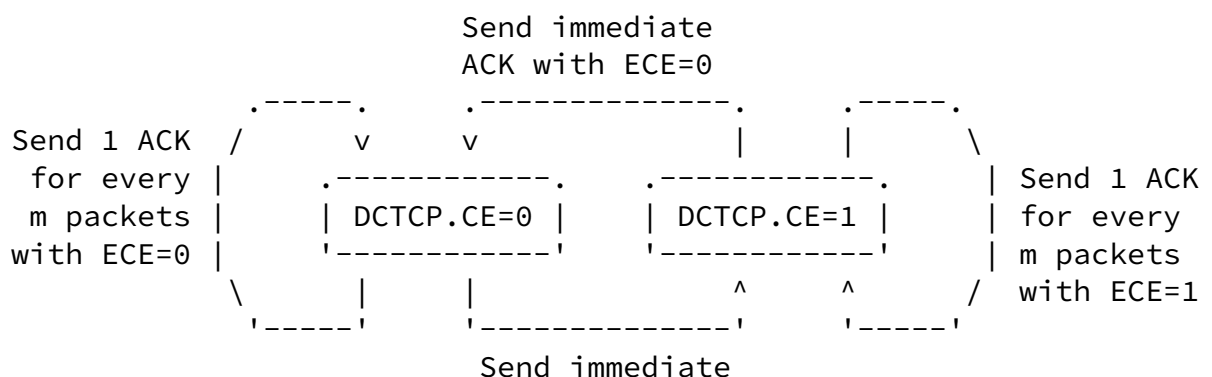 Send immediate
ACK with ECE=0
.-----.     .--------------.     .-----.
Send 1 ACK  /      v     v              |     |      \
for every |      .------------.    .------------.     | Send 1 ACK
m packets |      | DCTCP.CE=0 |    | DCTCP.CE=1 |     | for every
with ECE=0 |      '------------'    '------------'     | m packets
\      |     |              ^     ^      /  with ECE=1
'-----'     '--------------'     '-----'
Send immediate